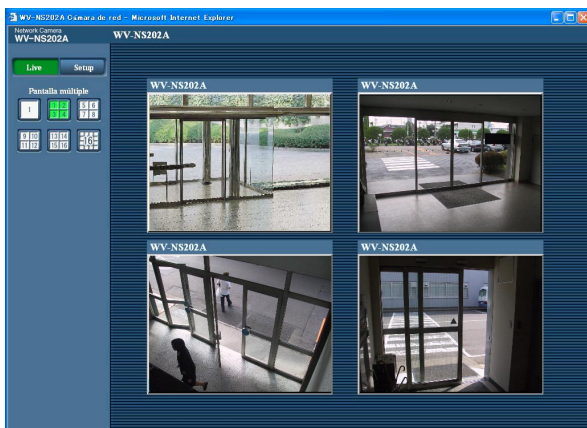 WV-NS202A Cámara de red - Microsoft Internet Explorer
Network Camera
WV-NS202A
WV-NS202A
Live Setup
Pantalla múltiple
1
1 2
3 4
5 6
7 8
9 10
11 12
13 14
15 16
WV-NS202A
WV-NS202A
WV-NS202A
WV-NS202A